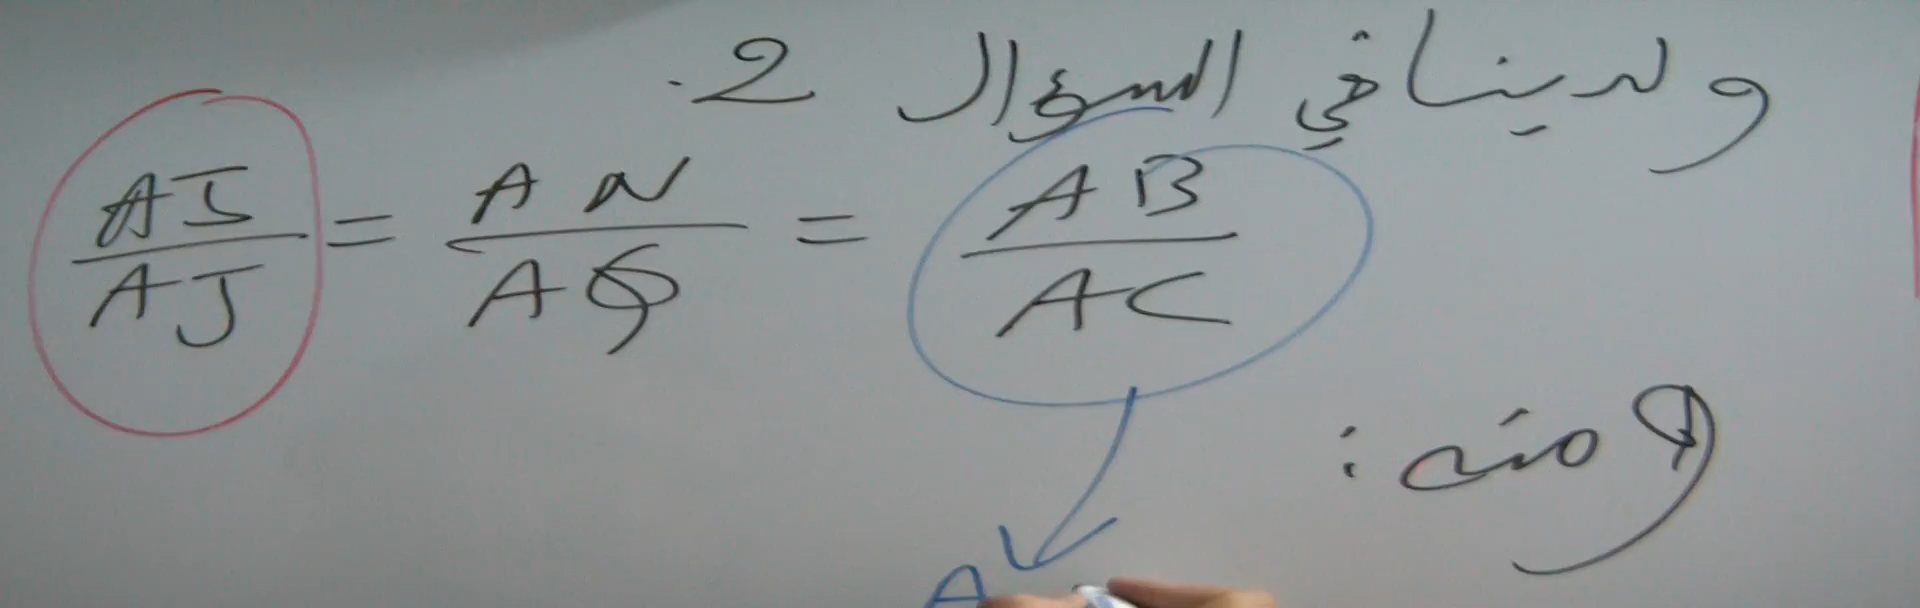 ولدينا في السؤال 2.
AI/AJ = AN/AQ = AB/AC
ومنه:
A